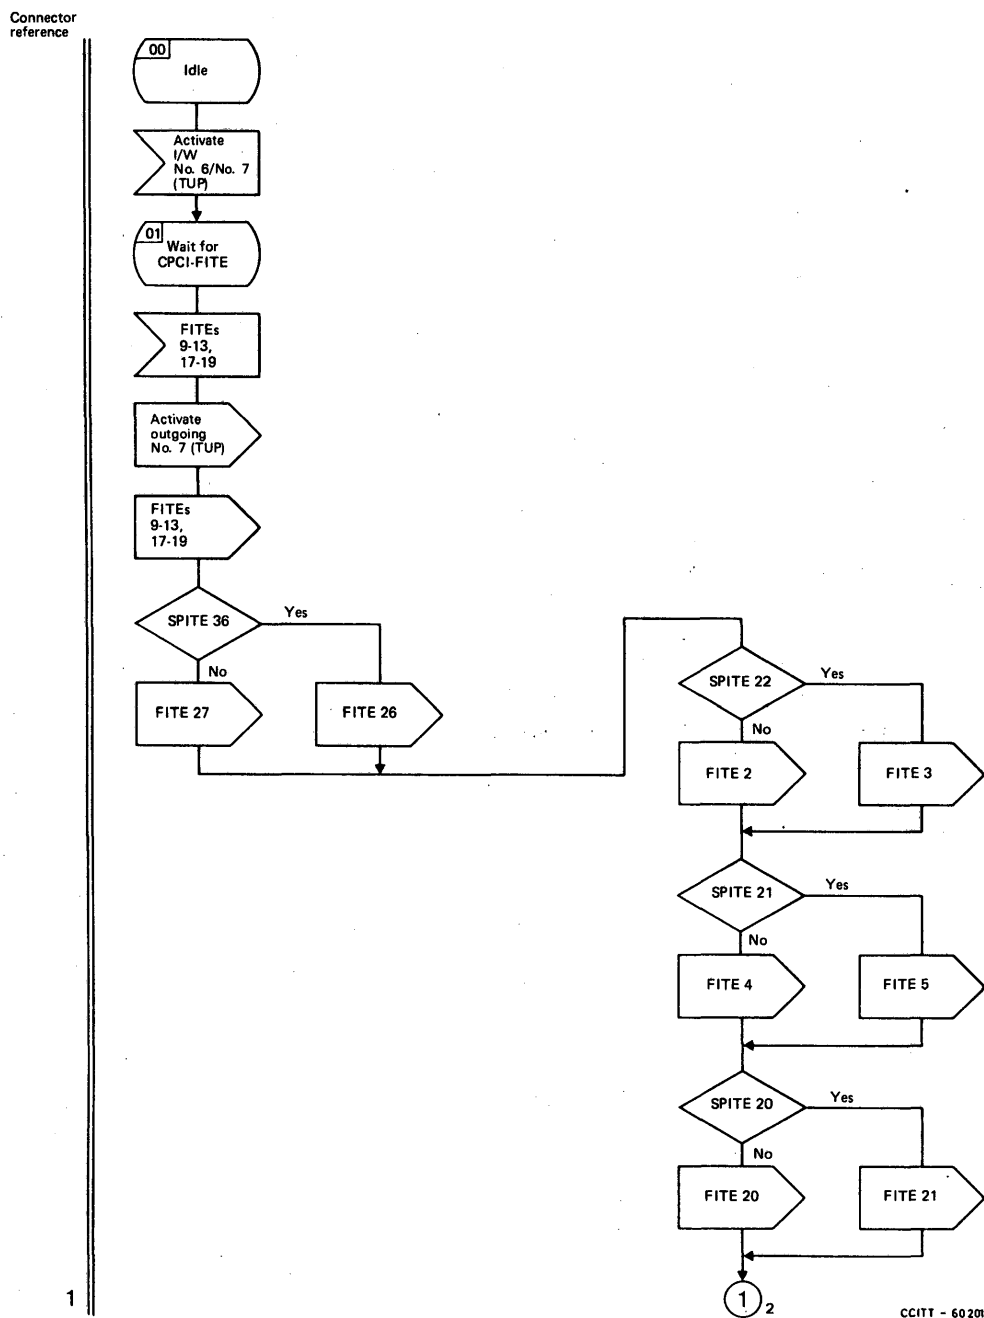 Connector
reference
00
Idle
Activate
I/W
No. 6/No. 7
(TUP)
01
Wait for
CPCI-FITE
FITEs
9-13,
17-19
Activate
outgoing
No. 7 (TUP)
FITEs
9-13,
17-19
SPITE 36
Yes
No
FITE 27
FITE 26
SPITE 22
Yes
No
FITE 2
FITE 3
SPITE 21
Yes
No
FITE 4
FITE 5
SPITE 20
Yes
No
FITE 20
FITE 21
1
1
2